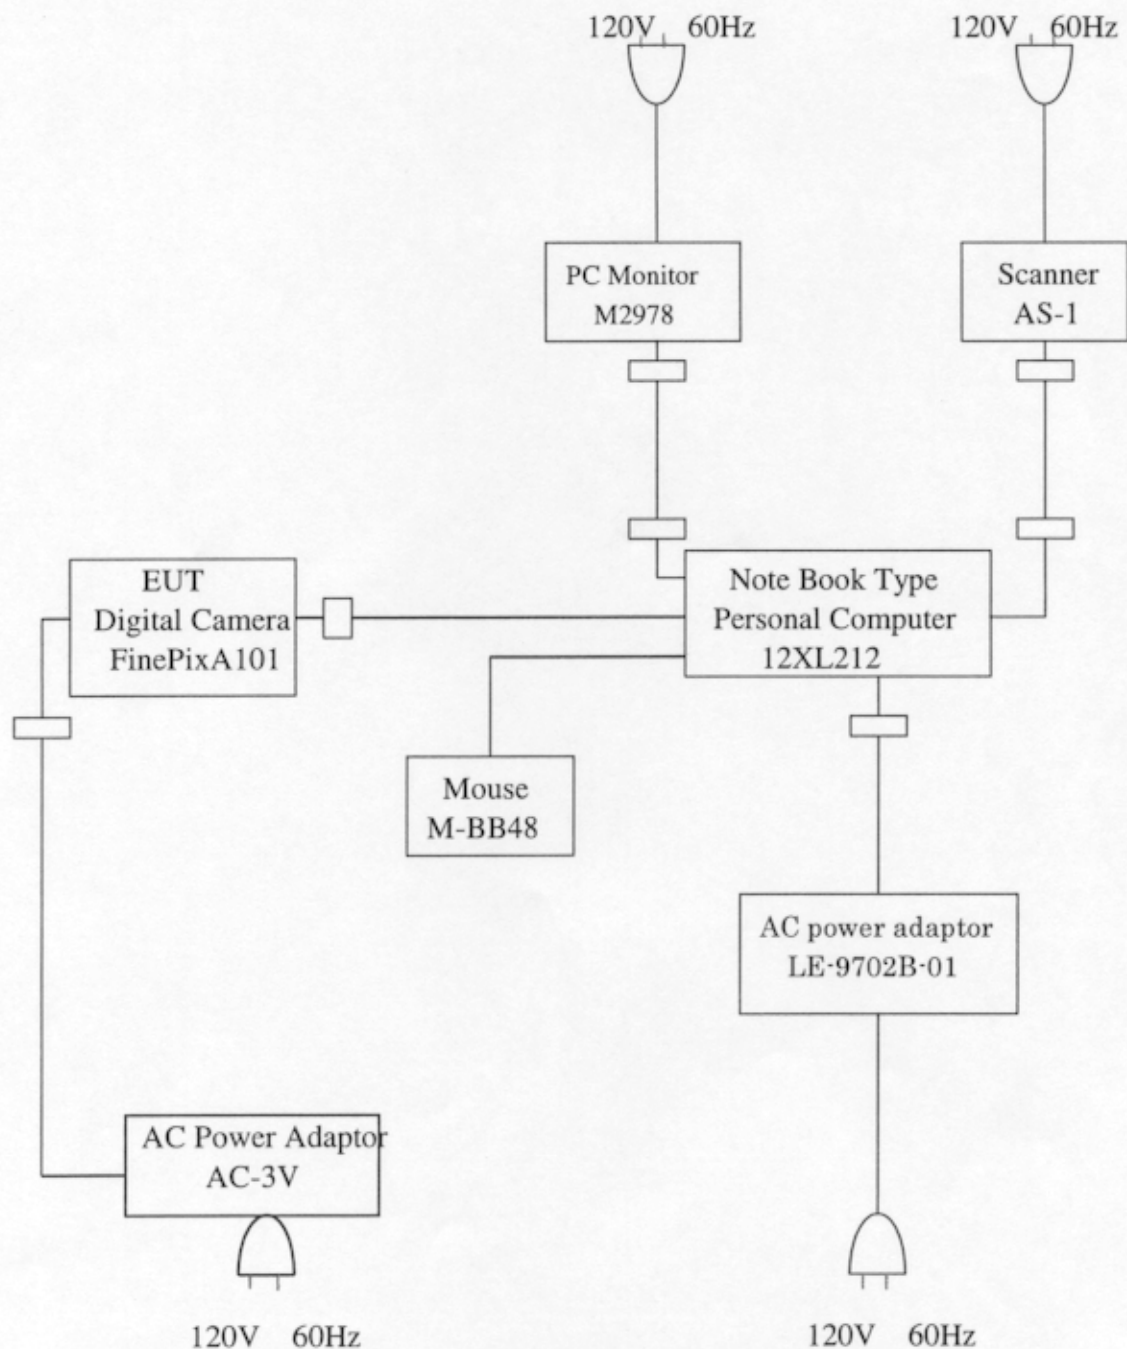 120V 60Hz
120V 60Hz
PC Monitor
M2978
Scanner
AS-1
EUT
Digital Camera
FinePixA101
Note Book Type
Personal Computer
12XL212
Mouse
M-BB48
AC power adaptor
LE-9702B-01
AC Power Adaptor
AC-3V
120V 60Hz
120V 60Hz